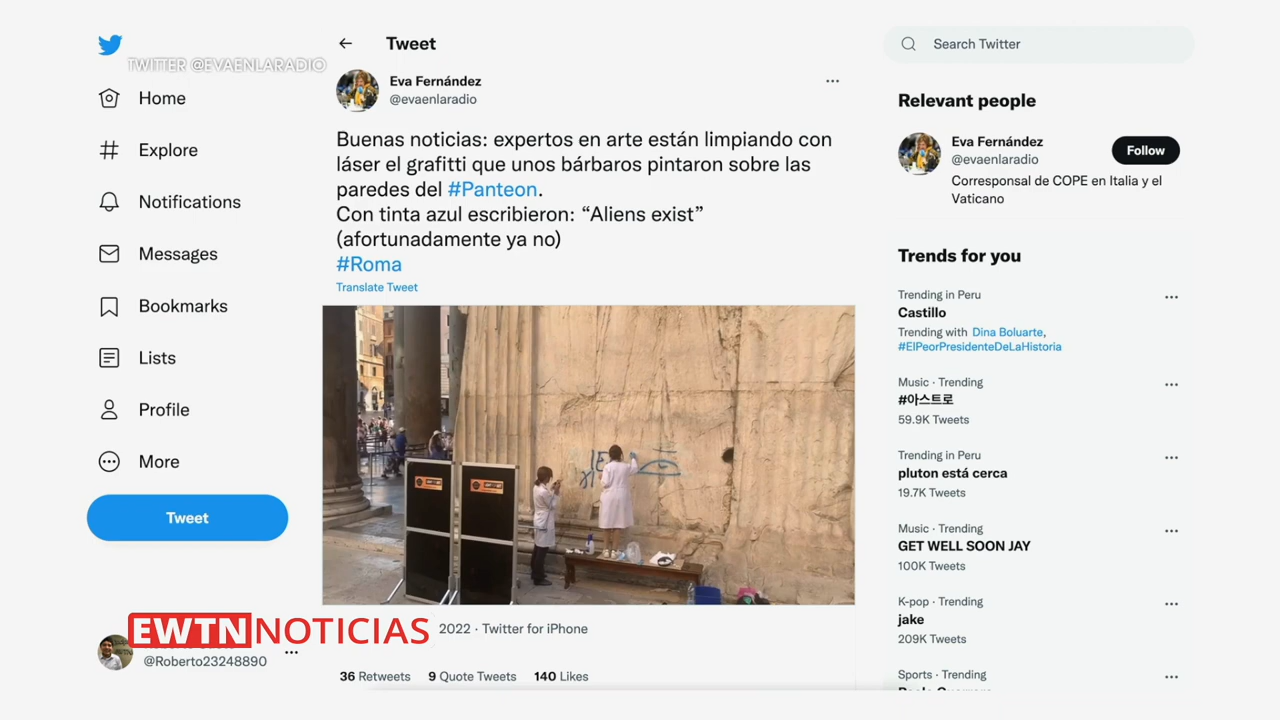 TWITTER @EVAENLARADIO
Home
Explore
Notifications
Messages
Bookmarks
Lists
Profile
More
Tweet
@Roberto23248890
EWTN NOTICIAS
Tweet
Eva Fernández
@evaenlaradio
Buenas noticias: expertos en arte están limpiando con
láser el grafitti que unos bárbaros pintaron sobre las
paredes del #Panteon.
Con tinta azul escribieron: “Aliens exist”
(afortunadamente ya no)
#Roma
Translate Tweet
2022 · Twitter for iPhone
36 Retweets 9 Quote Tweets 140 Likes
Search Twitter
Relevant people
Eva Fernández
@evaenlaradio
Follow
Corresponsal de COPE en Italia y el
Vaticano
Trends for you
Trending in Peru
Castillo
Trending with Dina Boluarte,
#ElPeorPresidenteDeLaHistoria
Music · Trending
#아스트로
59.9K Tweets
Trending in Peru
pluton está cerca
19.7K Tweets
Music · Trending
GET WELL SOON JAY
100K Tweets
K-pop · Trending
jake
209K Tweets
Sports · Trending